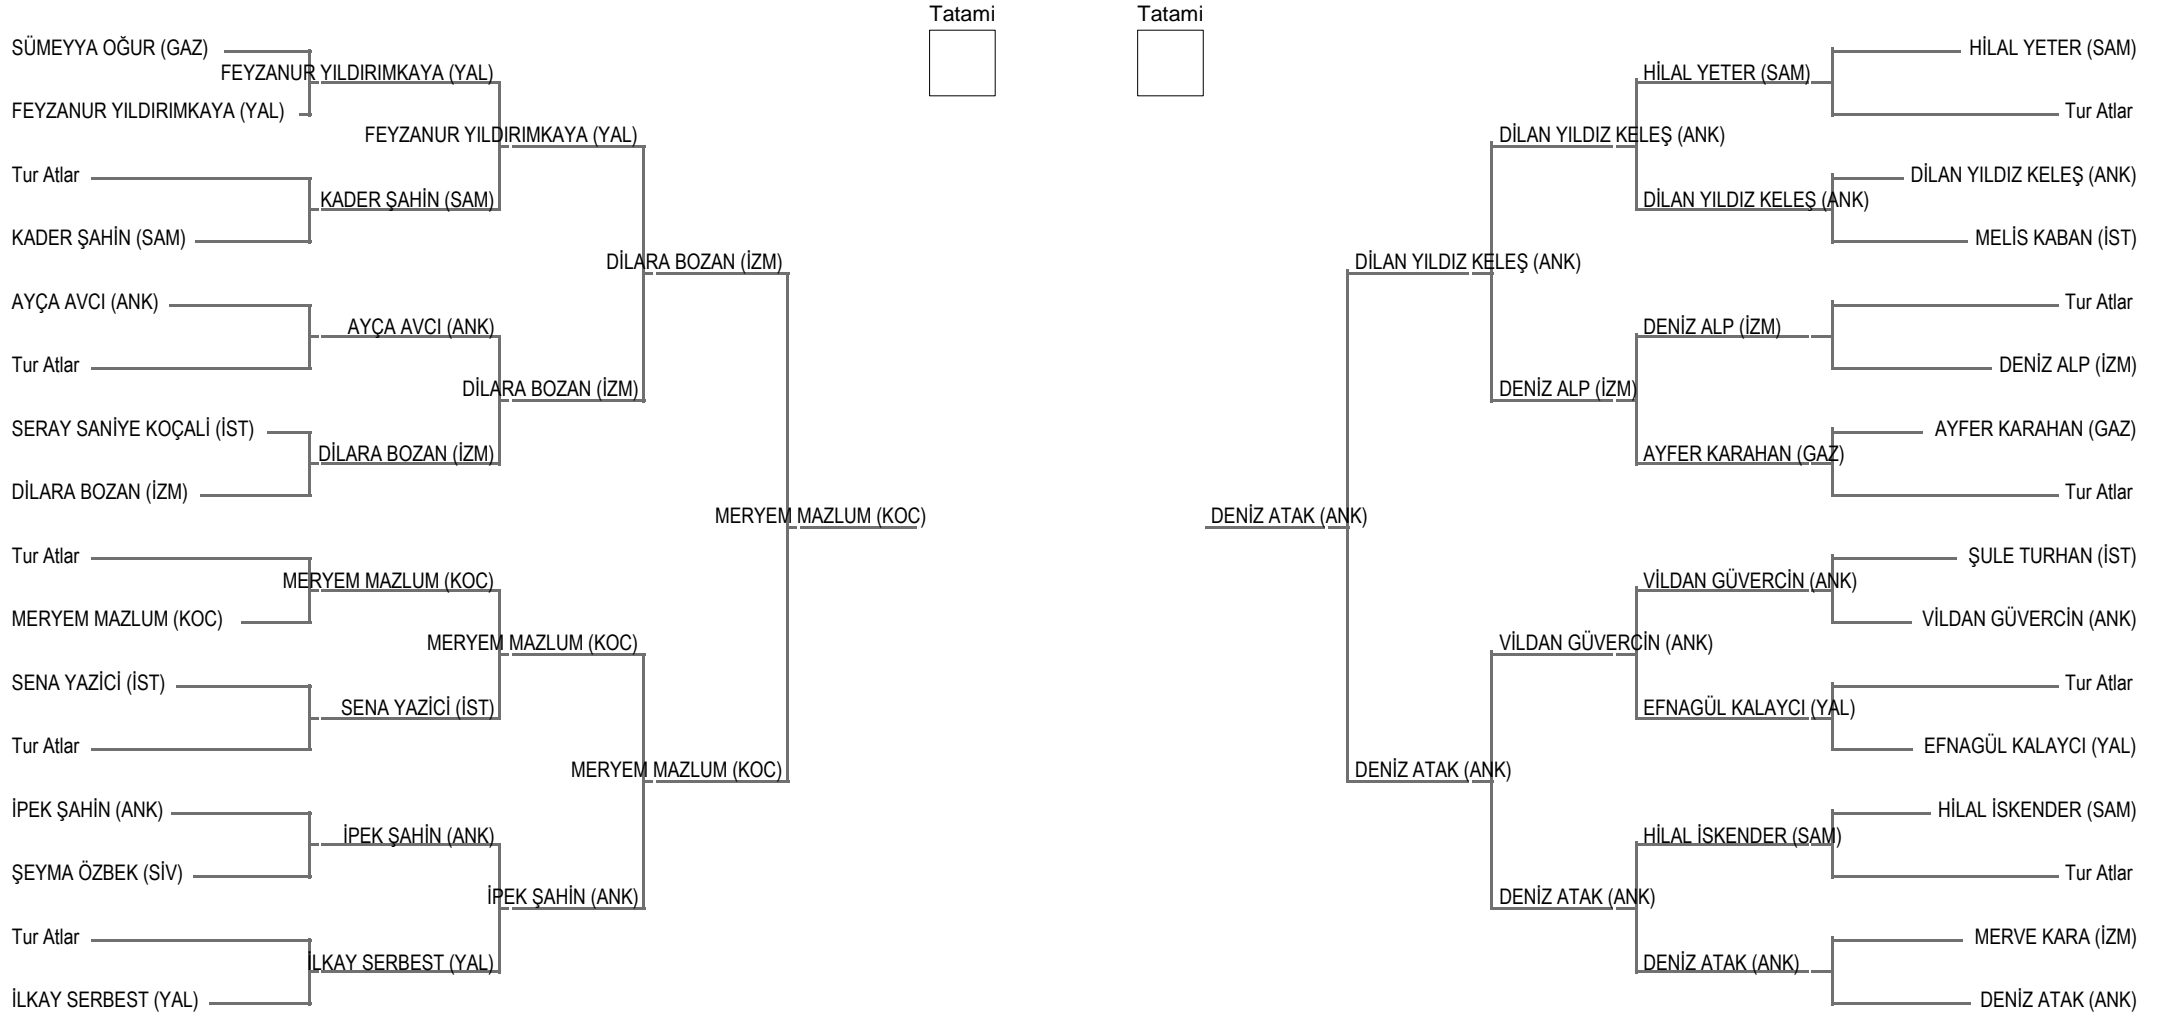 Tatami
Tatami
SÜMEYYA OĞUR (GAZ)
FEYZANUR YILDIRIMKAYA (YAL)
Tur Atlar
KADER ŞAHİN (SAM)
AYÇA AVCI (ANK)
Tur Atlar
SERAY SANİYE KOÇALİ (İST)
DİLARA BOZAN (İZM)
Tur Atlar
MERYEM MAZLUM (KOC)
SENA YAZİCİ (İST)
Tur Atlar
İPEK ŞAHİN (ANK)
ŞEYMA ÖZBEK (SİV)
Tur Atlar
İLKAY SERBEST (YAL)
FEYZANUR YILDIRIMKAYA (YAL)
KADER ŞAHİN (SAM)
AYÇA AVCI (ANK)
DİLARA BOZAN (İZM)
MERYEM MAZLUM (KOC)
SENA YAZİCİ (İST)
İPEK ŞAHİN (ANK)
İLKAY SERBEST (YAL)
FEYZANUR YILDIRIMKAYA (YAL)
DİLARA BOZAN (İZM)
MERYEM MAZLUM (KOC)
İPEK ŞAHİN (ANK)
DİLARA BOZAN (İZM)
MERYEM MAZLUM (KOC)
MERYEM MAZLUM (KOC)
DENİZ ATAK (ANK)
DİLAN YILDIZ KELEŞ (ANK)
DENİZ ATAK (ANK)
DİLAN YILDIZ KELEŞ (ANK)
DENİZ ALP (İZM)
VİLDAN GÜVERCİN (ANK)
DENİZ ATAK (ANK)
HİLAL YETER (SAM)
DİLAN YILDIZ KELEŞ (ANK)
DENİZ ALP (İZM)
AYFER KARAHAN (GAZ)
VİLDAN GÜVERCİN (ANK)
EFNAGÜL KALAYCI (YAL)
HİLAL İSKENDER (SAM)
DENİZ ATAK (ANK)
HİLAL YETER (SAM)
Tur Atlar
DİLAN YILDIZ KELEŞ (ANK)
MELİS KABAN (İST)
Tur Atlar
DENİZ ALP (İZM)
AYFER KARAHAN (GAZ)
Tur Atlar
ŞULE TURHAN (İST)
VİLDAN GÜVERCİN (ANK)
Tur Atlar
EFNAGÜL KALAYCI (YAL)
HİLAL İSKENDER (SAM)
Tur Atlar
MERVE KARA (İZM)
DENİZ ATAK (ANK)